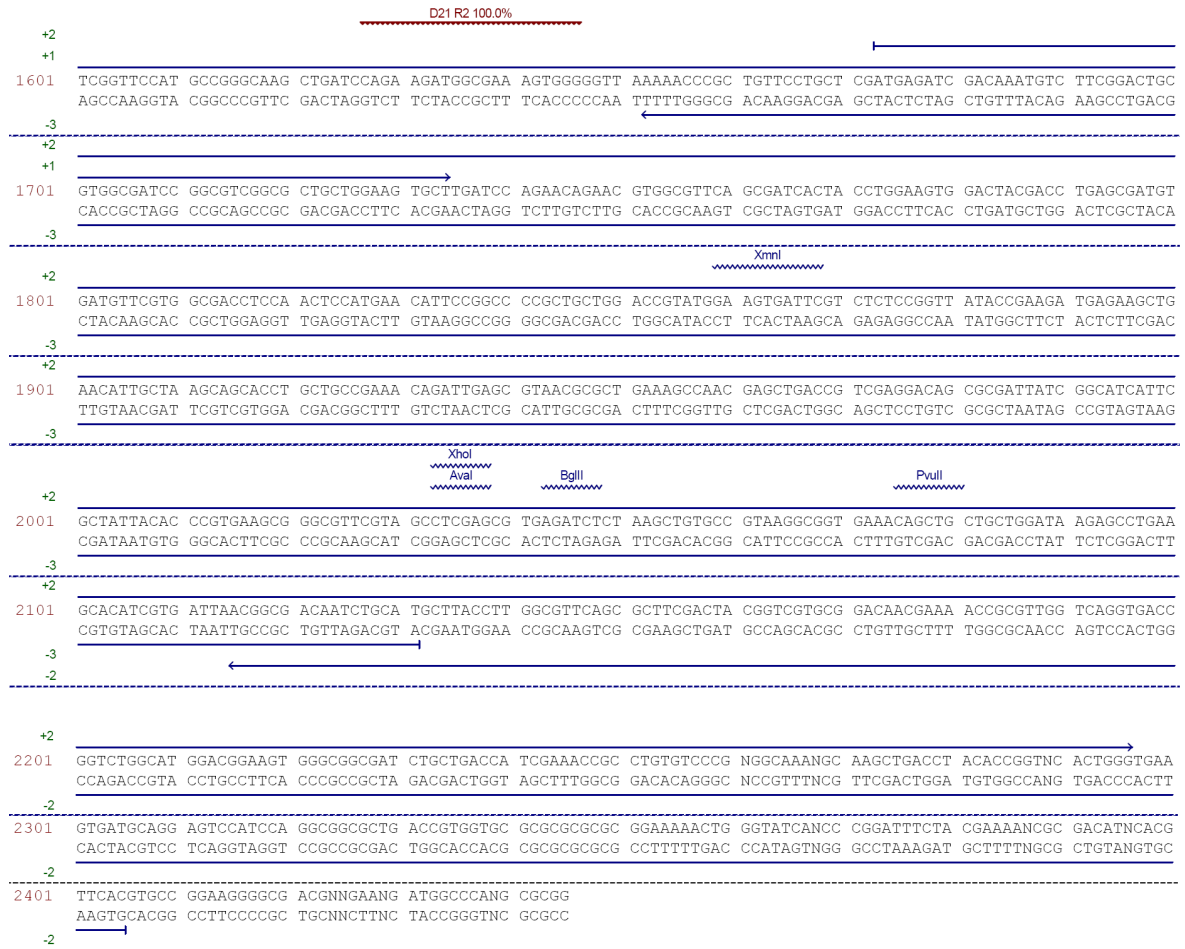 D21 R2 100.0%
+2
+1
1601 TCGGTTCCAT GCCGGGCAAG CTGATCCAGA AGATGGCGAA AGTGGGGGTT AAAAACCCGC TGTTCCTGCT CGATGAGATC GACAAATGTC TTCGGACTGC
AGCCAAGGTA CGGCCCGTTC GACTAGGTCT TCTACCGCTT TCACCCCCAA TTTTTGGGCG ACAAGGACGA GCTACTCTAG CTGTTTACAG AAGCCTGACG
-3
+2
+1
1701 GTGGCGATCC GGCGTCGGCG CTGCTGGAAG TGCTTGATCC AGAACAGAAC GTGGCGTTCA GCGATCACTA CCTGGAAGTG GACTACGACC TGAGCGATGT
CACCGCTAGG CCGCAGCCGC GACGACCTTC ACGAACTAGG TCTTGTCTTG CACCGCAAGT CGCTAGTGAT GGACCTTCAC CTGATGCTGG ACTCGCTACA
-3
XmnI
+2
1801 GATGTTCGTG GCGACCTCCA ACTCCATGAA CATTCCGGCC CCGCTGCTGG ACCGTATGGA AGTGATTCGT CTCTCCGGTT ATACCGAAGA TGAGAAGCTG
CTACAAGCAC CGCTGGAGGT TGAGGTACTT GTAAGGCCGG GGCGACGACC TGGCATACCT TCACTAAGCA GAGAGGCCAA TATGGCTTCT ACTCTTCGAC
-3
+2
1901 AACATTGCTA AGCAGCACCT GCTGCCGAAA CAGATTGAGC GTAACGCGCT GAAAGCCAAC GAGCTGACCG TCGAGGACAG CGCGATTATC GGCATCATTC
TTGTAACGAT TCGTCGTGGA CGACGGCTTT GTCTAACTCG CATTGCGCGA CTTTCGGTTG CTCGACTGGC AGCTCCTGTC GCGCTAATAG CCGTAGTAAG
-3
XhoI
AvaI BglII PvuII
+2
2001 GCTATTACAC CCGTGAAGCG GGCGTTCGTA GCCTCGAGCG TGAGATCTCT AAGCTGTGCC GTAAGGCGGT GAAACAGCTG CTGCTGGATA AGAGCCTGAA
CGATAATGTG GGCACTTCGC CCGCAAGCAT CGGAGCTCGC ACTCTAGAGA TTCGACACGG CATTCCGCCA CTTTGTCGAC GACGACCTAT TCTCGGACTT
-3
+2
2101 GCACATCGTG ATTAACGGCG ACAATCTGCA TGCTTACCTT GGCGTTCAGC GCTTCGACTA CGGTCGTGCG GACAACGAAA ACCGCGTTGG TCAGGTGACC
CGTGTAGCAC TAATTGCCGC TGTTAGACGT ACGAATGGAA CCGCAAGTCG CGAAGCTGAT GCCAGCACGC CTGTTGCTTT TGGCGCAACC AGTCCACTGG
-3
-2
+2
2201 GGTCTGGCAT GGACGGAAGT GGGCGGCGAT CTGCTGACCA TCGAAACCGC CTGTGTCCCG NGGCAAANGC AAGCTGACCT ACACCGGTNC ACTGGGTGAA
CCAGACCGTA CCTGCCTTCA CCCGCCGCTA GACGACTGGT AGCTTTGGCG GACACAGGGC NCCGTTTNCG TTCGACTGGA TGTGGCCANG TGACCCACTT
-2
2301 GTGATGCAGG AGTCCATCCA GGCGGCGCTG ACCGTGGTGC GCGCGCGCGC GGAAAAACTG GGTATCANCC CGGATTTCTA CGAAAANCGC GACATNCACG
CACTACGTCC TCAGGTAGGT CCGCCGCGAC TGGCACCACG CGCGCGCGCG CCTTTTTGAC CCATAGTNGG GCCTAAAGAT GCTTTTNGCG CTGTANGTGC
-2
2401 TTCACGTGCC GGAAGGGGCG ACGNNGAANG ATGGCCCANG CGCGG
AAGTGCACGG CCTTCCCCGC TGCNNCTTNC TACCGGGTNC GCGCC
-2